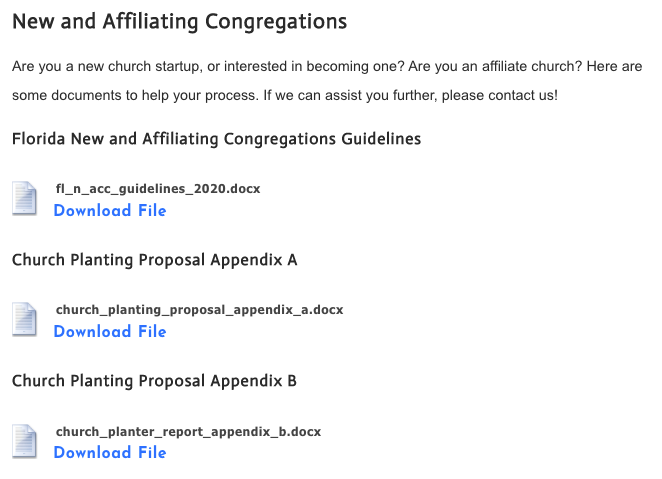 New and Affiliating Congregations
Are you a new church startup, or interested in becoming one? Are you an affiliate church? Here are
some documents to help your process. If we can assist you further, please contact us!
Florida New and Affiliating Congregations Guidelines
fl_n_acc_guidelines_2020.docx
Download File
Church Planting Proposal Appendix A
church_planting_proposal_appendix_a.docx
Download File
Church Planting Proposal Appendix B
church_planter_report_appendix_b.docx
Download File